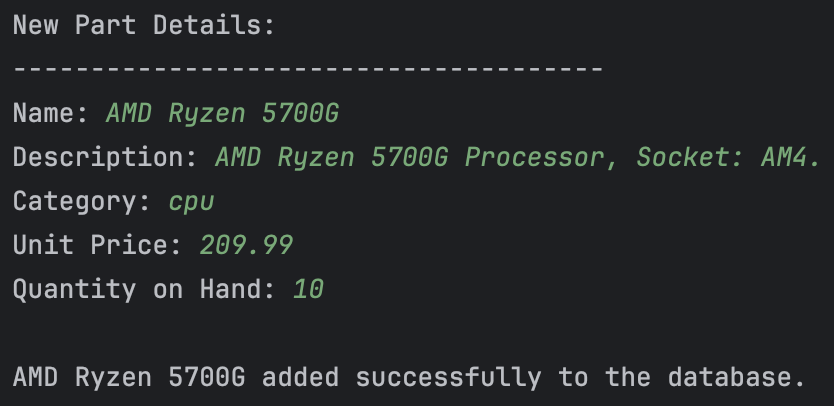 New Part Details:
--------------------------------------
Name: AMD Ryzen 5700G
Description: AMD Ryzen 5700G Processor, Socket: AM4.
Category: cpu
Unit Price: 209.99
Quantity on Hand: 10
AMD Ryzen 5700G added successfully to the database.